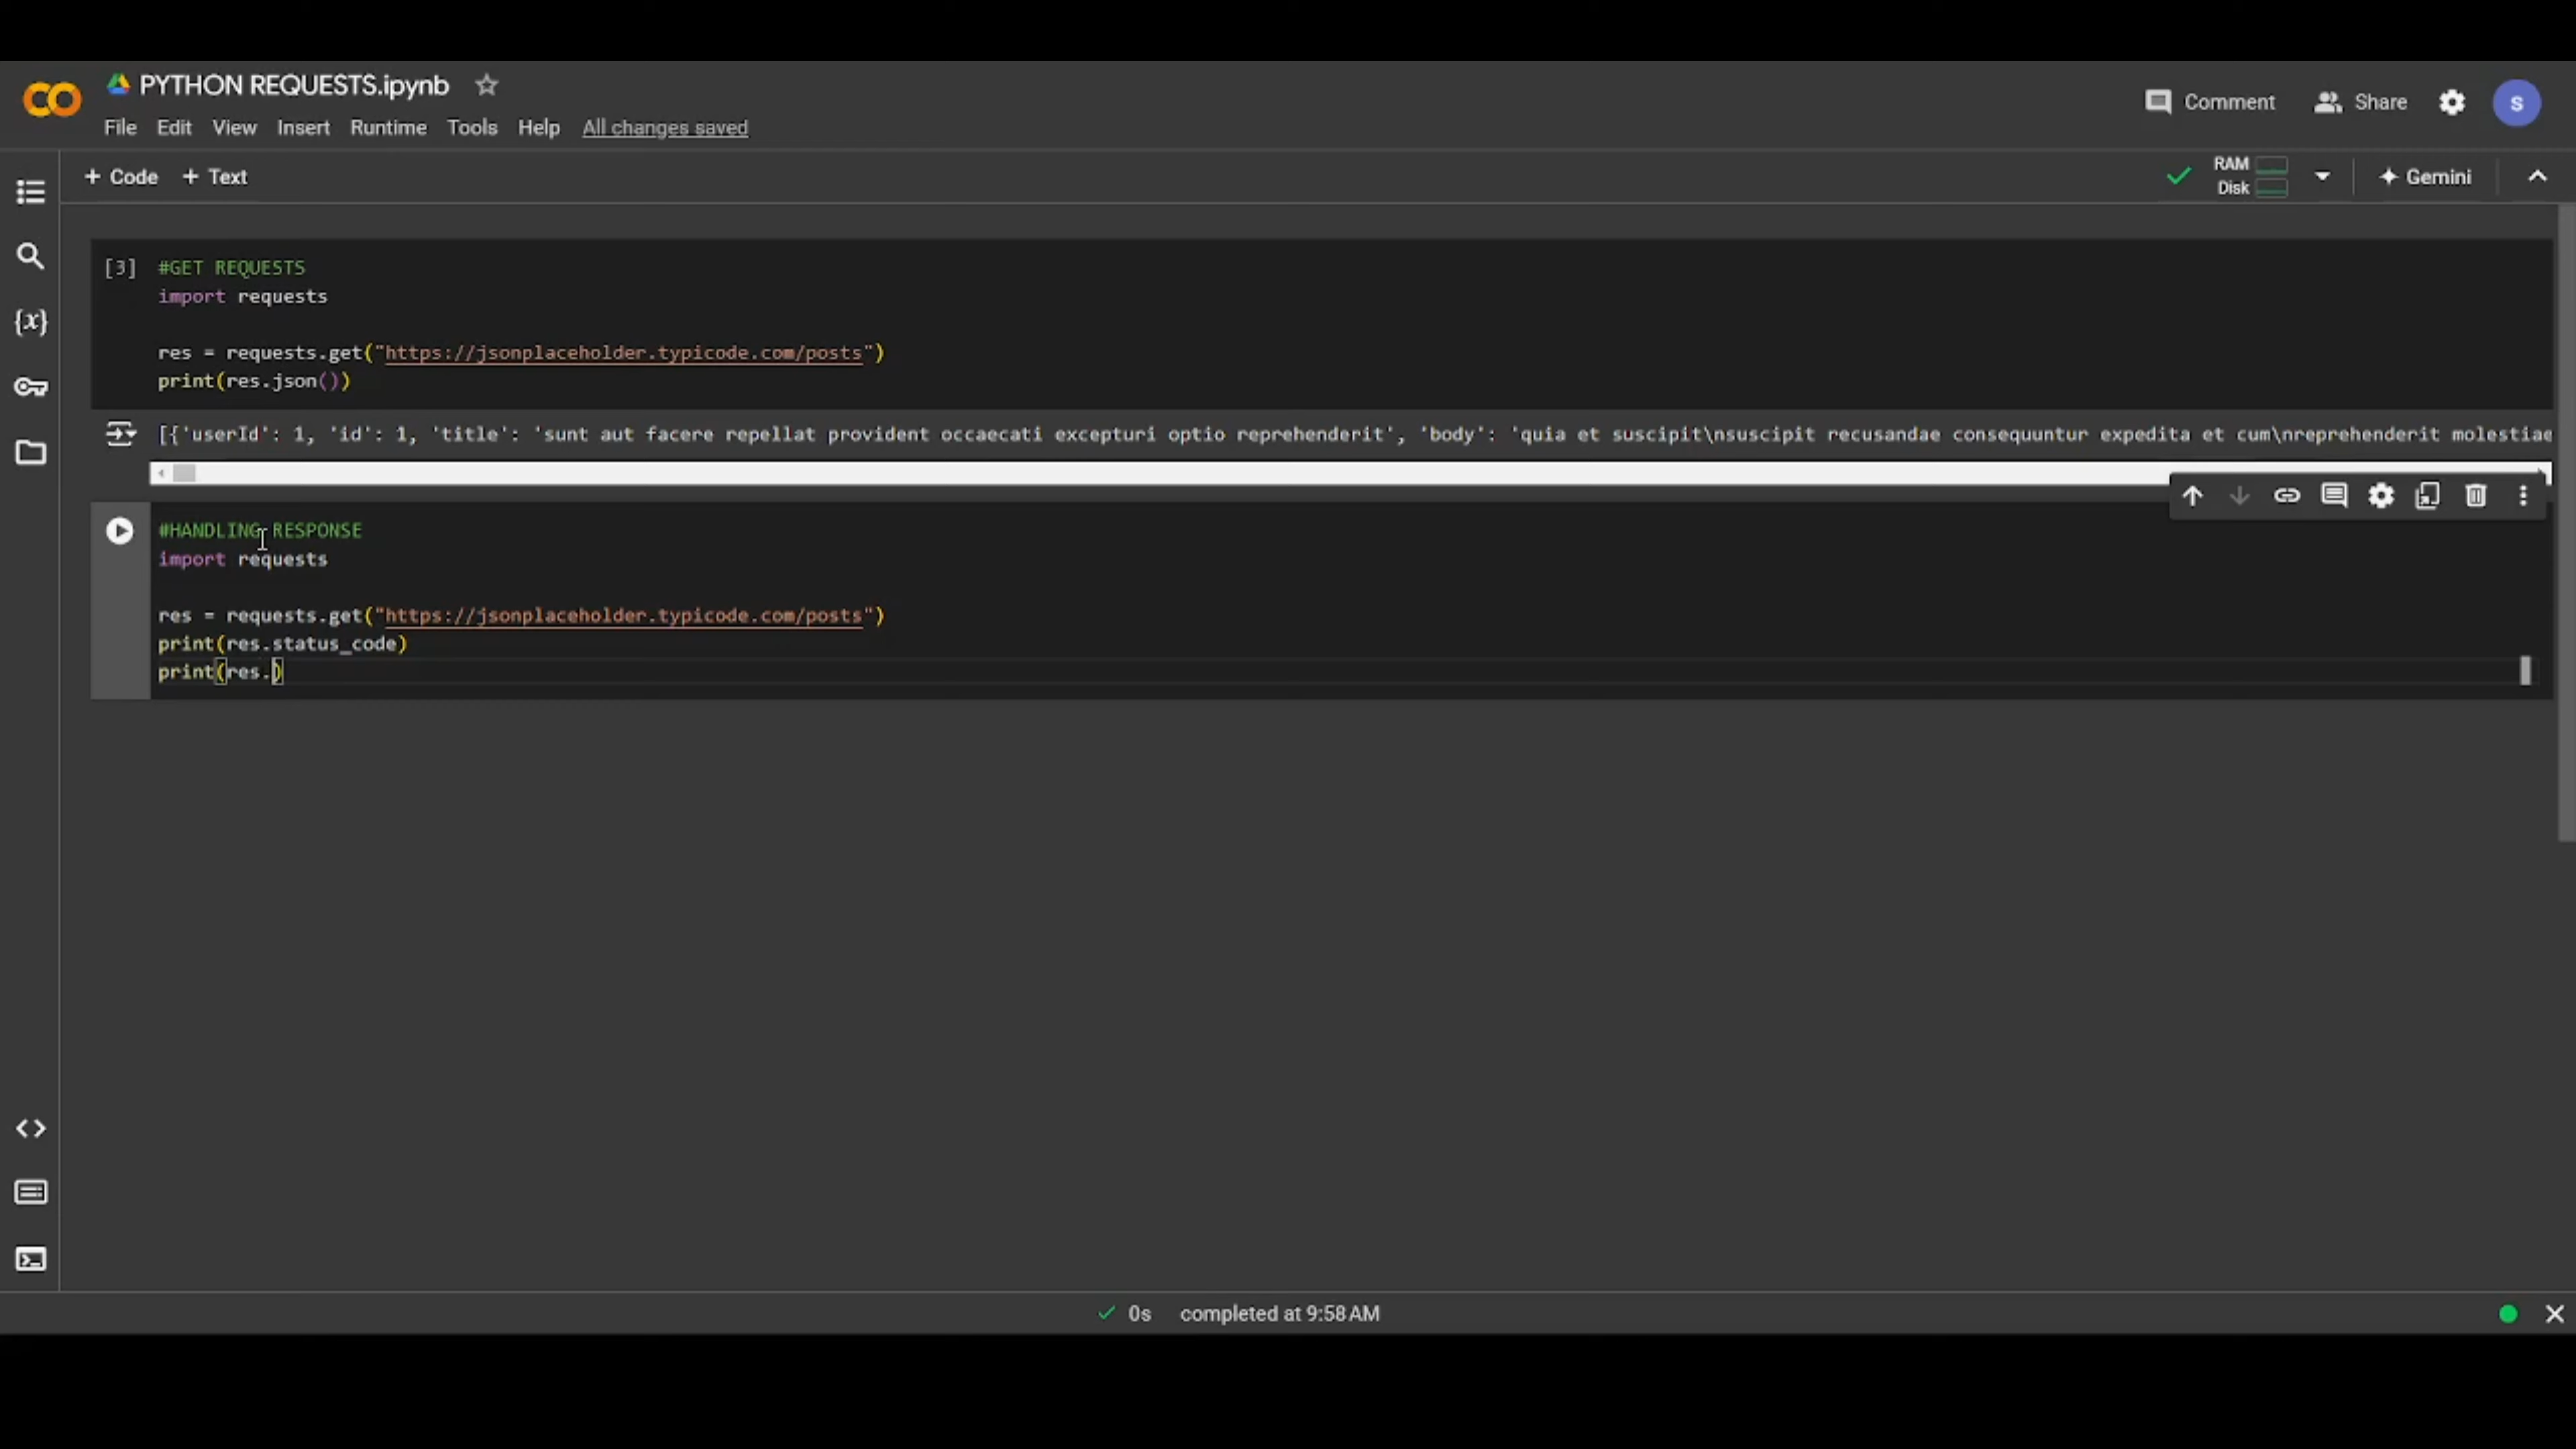 PYTHON REQUESTS.ipynb
File Edit View Insert Runtime Tools Help All changes saved
Comment Share S
+ Code + Text
RAM
Disk
Gemini
[3] #GET REQUESTS
import requests
res = requests.get("https://jsonplaceholder.typicode.com/posts")
print(res.json())
[{'userId': 1, 'id': 1, 'title': 'sunt aut facere repellat provident occaecati excepturi optio reprehenderit', 'body': 'quia et suscipit\nsuscipit recusandae consequuntur expedita et cum\nreprehenderit molestiae
#HANDLING RESPONSE
import requests
res = requests.get("https://jsonplaceholder.typicode.com/posts")
print(res.status_code)
print(res.)
0s completed at 9:58 AM